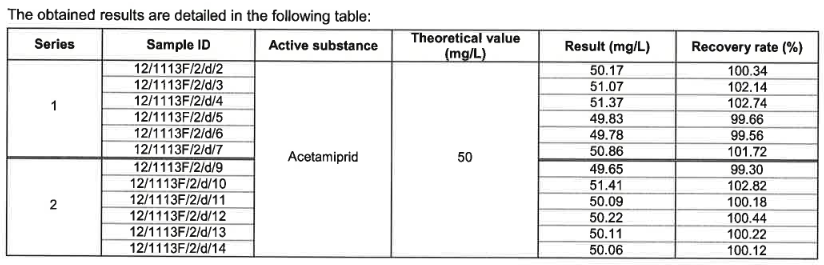 The obtained results are detailed in the following table:
Series Sample ID Active substance Theoretical value (mg/L) Result (mg/L) Recovery rate (%)
1 Acetamiprid 50
12/1113F/2/d/2 50.17 100.34
12/1113F/2/d/3 51.07 102.14
12/1113F/2/d/4 51.37 102.74
12/1113F/2/d/5 49.83 99.66
12/1113F/2/d/6 49.78 99.56
12/1113F/2/d/7 50.86 101.72
2
12/1113F/2/d/9 49.65 99.30
12/1113F/2/d/10 51.41 102.82
12/1113F/2/d/11 50.09 100.18
12/1113F/2/d/12 50.22 100.44
12/1113F/2/d/13 50.11 100.22
12/1113F/2/d/14 50.06 100.12